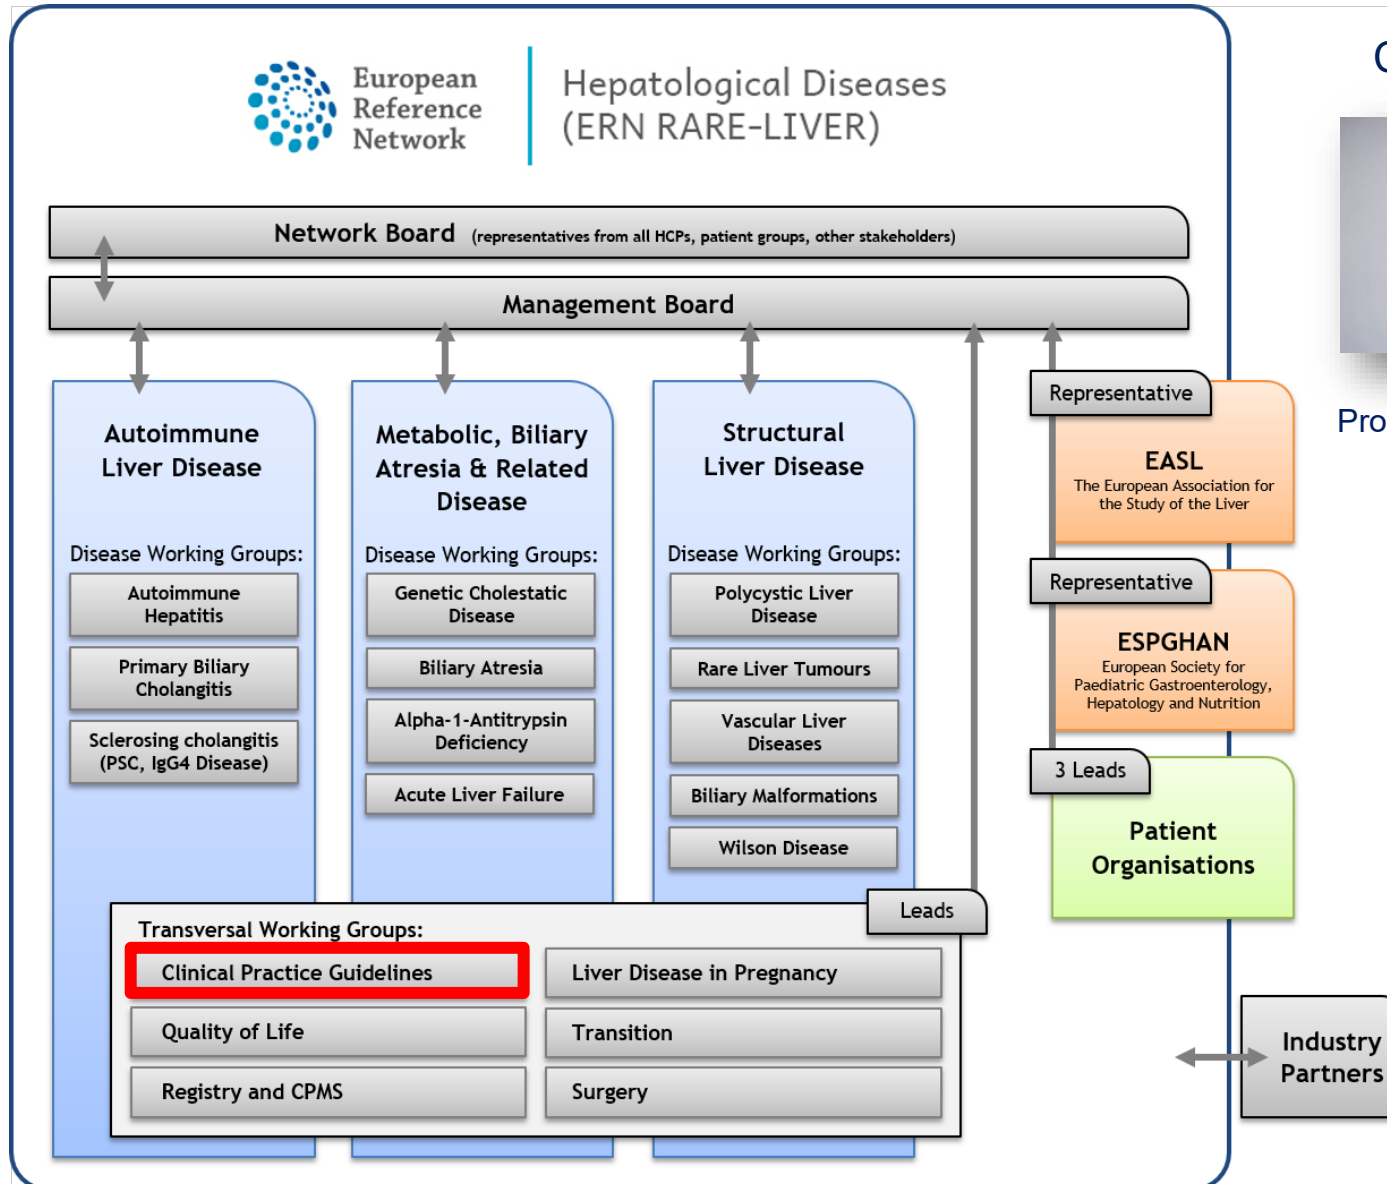 European
Reference
Network
Hepatological Diseases
(ERN RARE-LIVER)
Network Board (representatives from all HCPs, patient groups, other stakeholders)
Management Board
Autoimmune
Liver Disease
Disease Working Groups:
Autoimmune
Hepatitis
Primary Biliary
Cholangitis
Sclerosing cholangitis
(PSC, IgG4 Disease)
Metabolic, Biliary
Atresia & Related
Disease
Disease Working Groups:
Genetic Cholestatic
Disease
Biliary Atresia
Alpha-1-Antitrypsin
Deficiency
Acute Liver Failure
Structural
Liver Disease
Disease Working Groups:
Polycystic Liver
Disease
Rare Liver Tumours
Vascular Liver
Diseases
Biliary Malformations
Wilson Disease
Representative
EASL
The European Association for
the Study of the Liver
Representative
ESPGHAN
European Society for
Paediatric Gastroenterology,
Hepatology and Nutrition
3 Leads
Patient
Organisations
Leads
Transversal Working Groups:
Clinical Practice Guidelines
Quality of Life
Registry and CPMS
Liver Disease in Pregnancy
Transition
Surgery
Industry
Partners
Pro